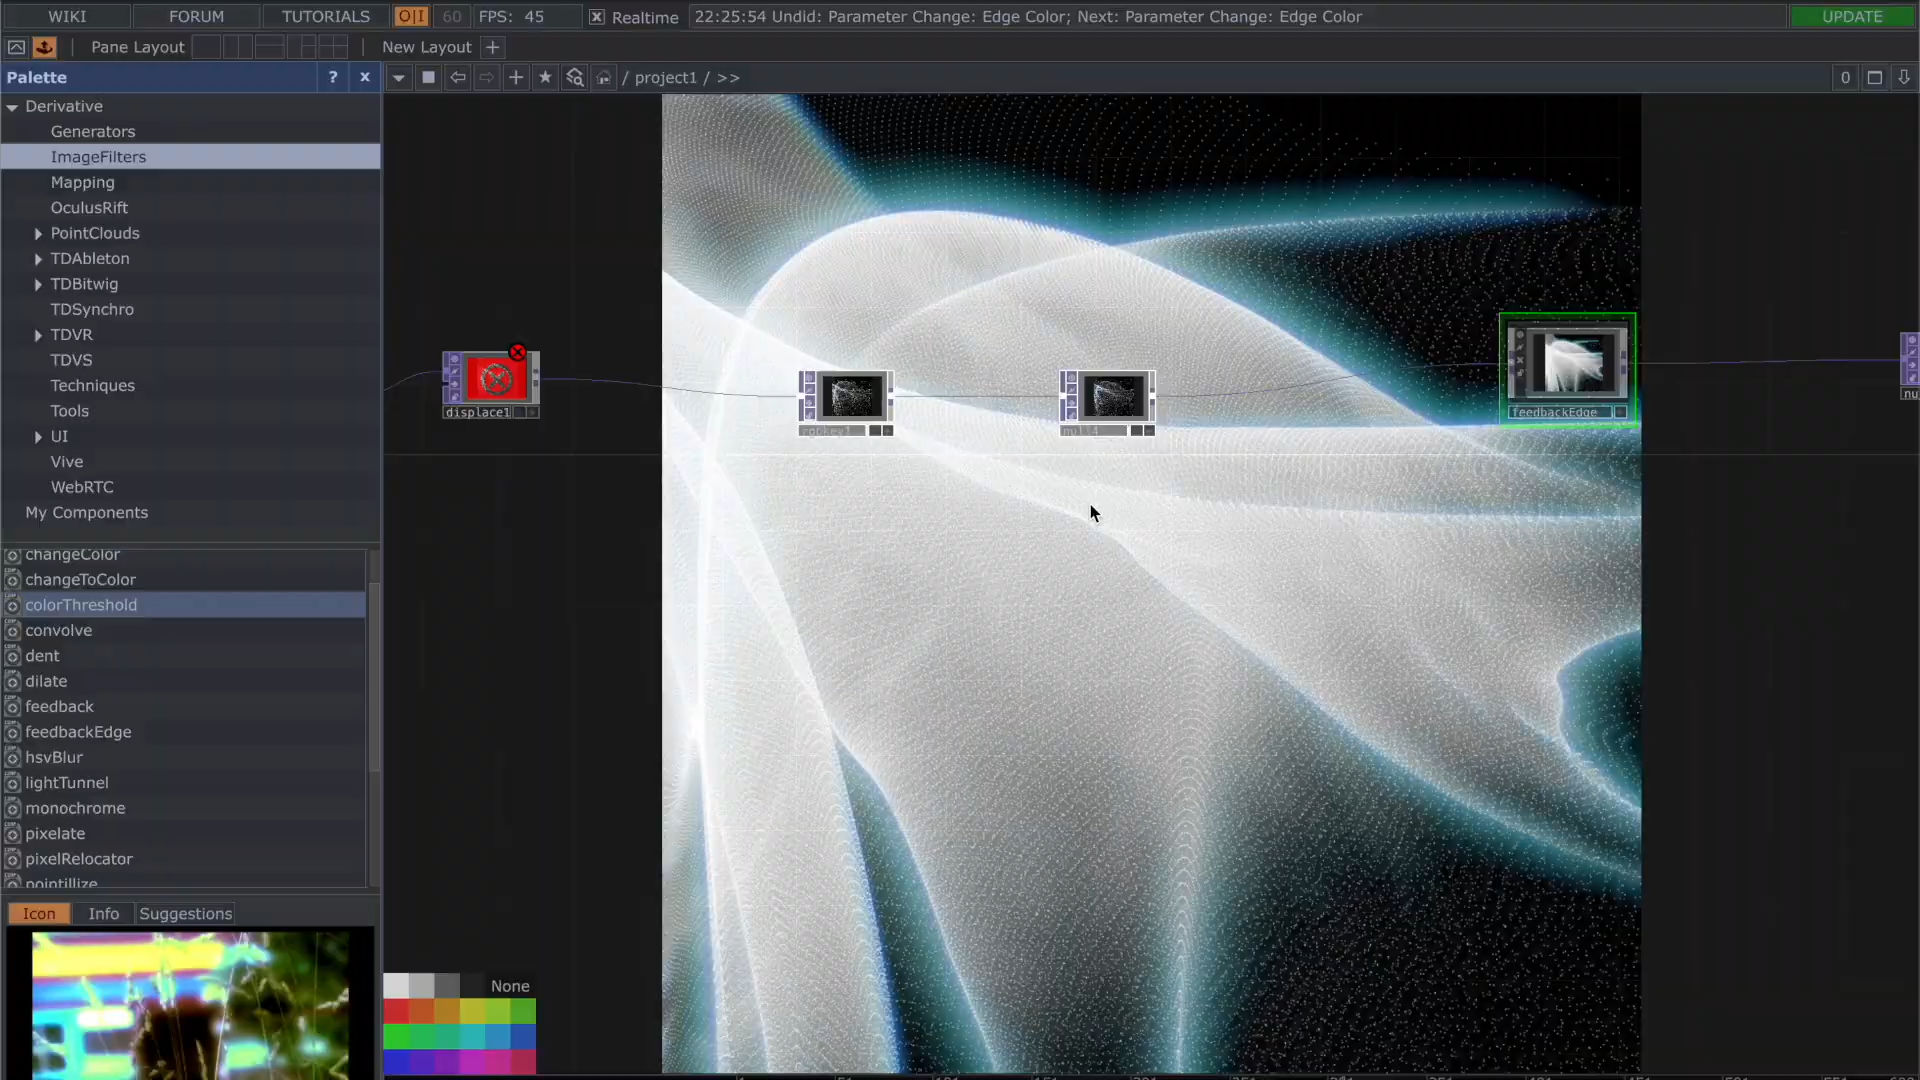 WIKI FORUM TUTORIALS O|I 60 FPS: 45 Realtime 22:25:54 Undid: Parameter Change: Edge Color; Next: Parameter Change: Edge Color UPDATE
Pane Layout New Layout +
Palette ? x / project1 / >> 0
Derivative
Generators
ImageFilters
Mapping
OculusRift
PointClouds
TDAbleton
TDBitwig
TDSynchro
TDVR
TDVS
Techniques
Tools
UI
Vive
WebRTC
My Components
changeColor
changeToColor
colorThreshold
convolve
dent
dilate
feedback
feedbackEdge
hsvBlur
lightTunnel
monochrome
pixelate
pixelRelocator
pointillize
Icon Info Suggestions
displace1
null4
feedbackEdge
nu
None